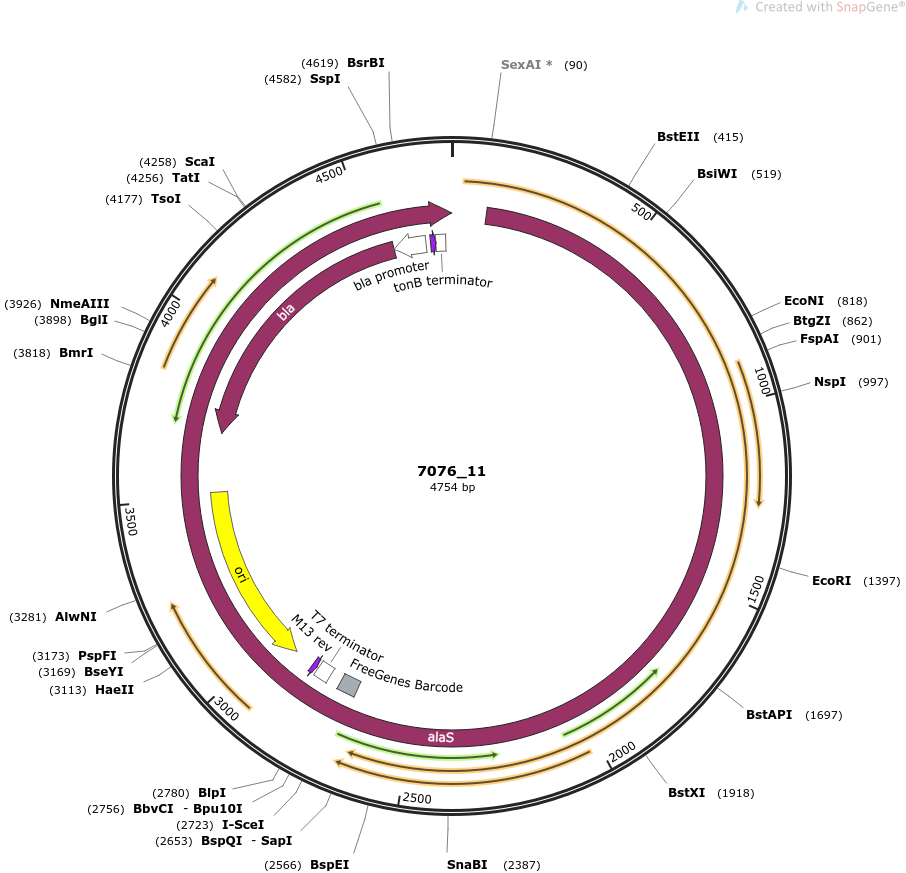 Created with SnapGene®
(4619) BsrBI
SexAI * (90)
(4582) SspI
BstEII (415)
(4258) ScaI
BsiWI (519)
(4256) TatI
(4177) TsoI
4500
500
bla promoter
tonB terminator
(3926) NmeAIII
EcoNI (818)
(3898) BglI
4000
bla
BtgZI (862)
FspAI (901)
(3818) BmrI
1000
NspI (997)
7076_11
4754 bp
3500
ori
EcoRI (1397)
1500
(3281) AlwNI
T7 terminator
M13 rev
(3173) PspFI
FreeGenes Barcode
(3169) BseYI
(3113) HaeII
3000
BstAPI (1697)
alaS
2000
(2780) BlpI
BstXI (1918)
2500
(2756) BbvCI - Bpu10I
(2723) I-SceI
(2653) BspQI - SapI
(2566) BspEI
SnaBI (2387)